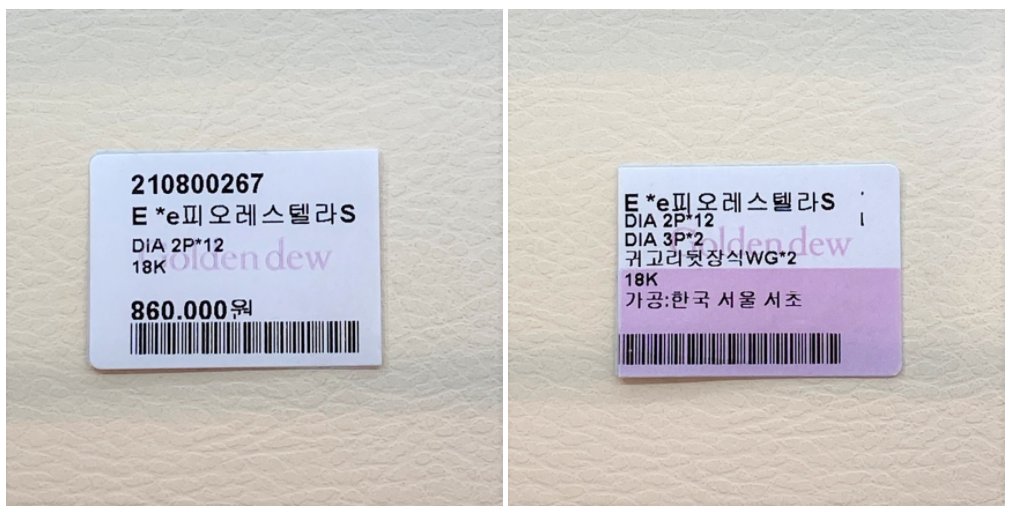 210800267
E *e피오레스텔라S
DIA 2P*12
Golden dew
18K
860.000원
E *e피오레스텔라S
DIA 2P*12
DIA 3P*2
Golden dew
귀고리뒷장식WG*2
18K
가공:한국 서울 서초